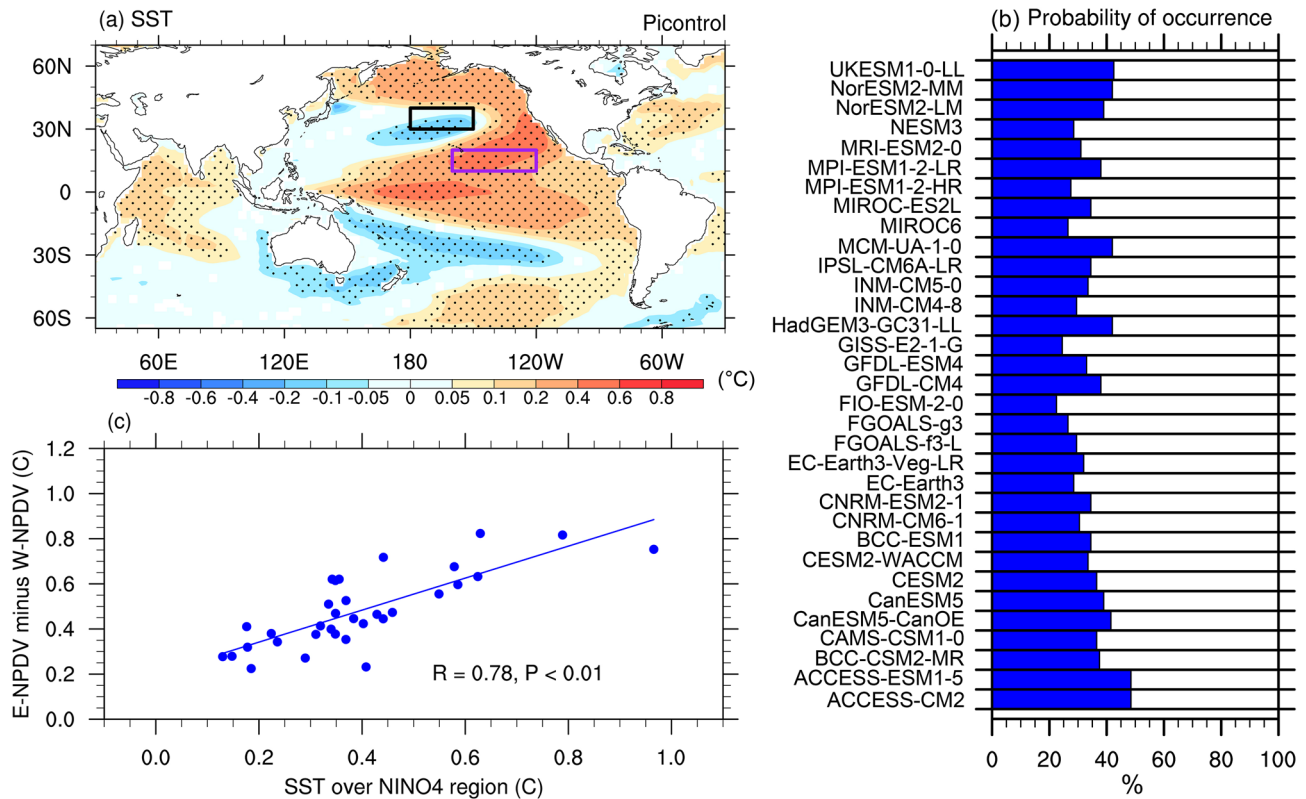 (a) SST
Picontrol
60N
30N
0
30S
60S
60E
120E
180
120W
60W
-0.8
-0.6
-0.4
-0.2
-0.1
-0.05
0
0.05
0.1
0.2
0.4
0.6
0.8
(°C)
(b) Probability of occurrence
UKESM1-0-LL
NorESM2-MM
NorESM2-LM
NESM3
MRI-ESM2-0
MPI-ESM1-2-LR
MPI-ESM1-2-HR
MIROC-ES2L
MIROC6
MCM-UA-1-0
IPSL-CM6A-LR
INM-CM5-0
INM-CM4-8
HadGEM3-GC31-LL
GISS-E2-1-G
GFDL-ESM4
GFDL-CM4
FIO-ESM-2-0
FGOALS-g3
FGOALS-f3-L
EC-Earth3-Veg-LR
EC-Earth3
CNRM-ESM2-1
CNRM-CM6-1
BCC-ESM1
CESM2-WACCM
CESM2
CanESM5
CanESM5-CanOE
CAMS-CSM1-0
BCC-CSM2-MR
ACCESS-ESM1-5
ACCESS-CM2
0
20
40
60
80
100
%
(c)
E-NPDV minus W-NPDV (C)
1.2
1.0
0.8
0.6
0.4
0.2
0.0
R = 0.78, P < 0.01
0.0
0.2
0.4
0.6
0.8
1.0
SST over NINO4 region (C)